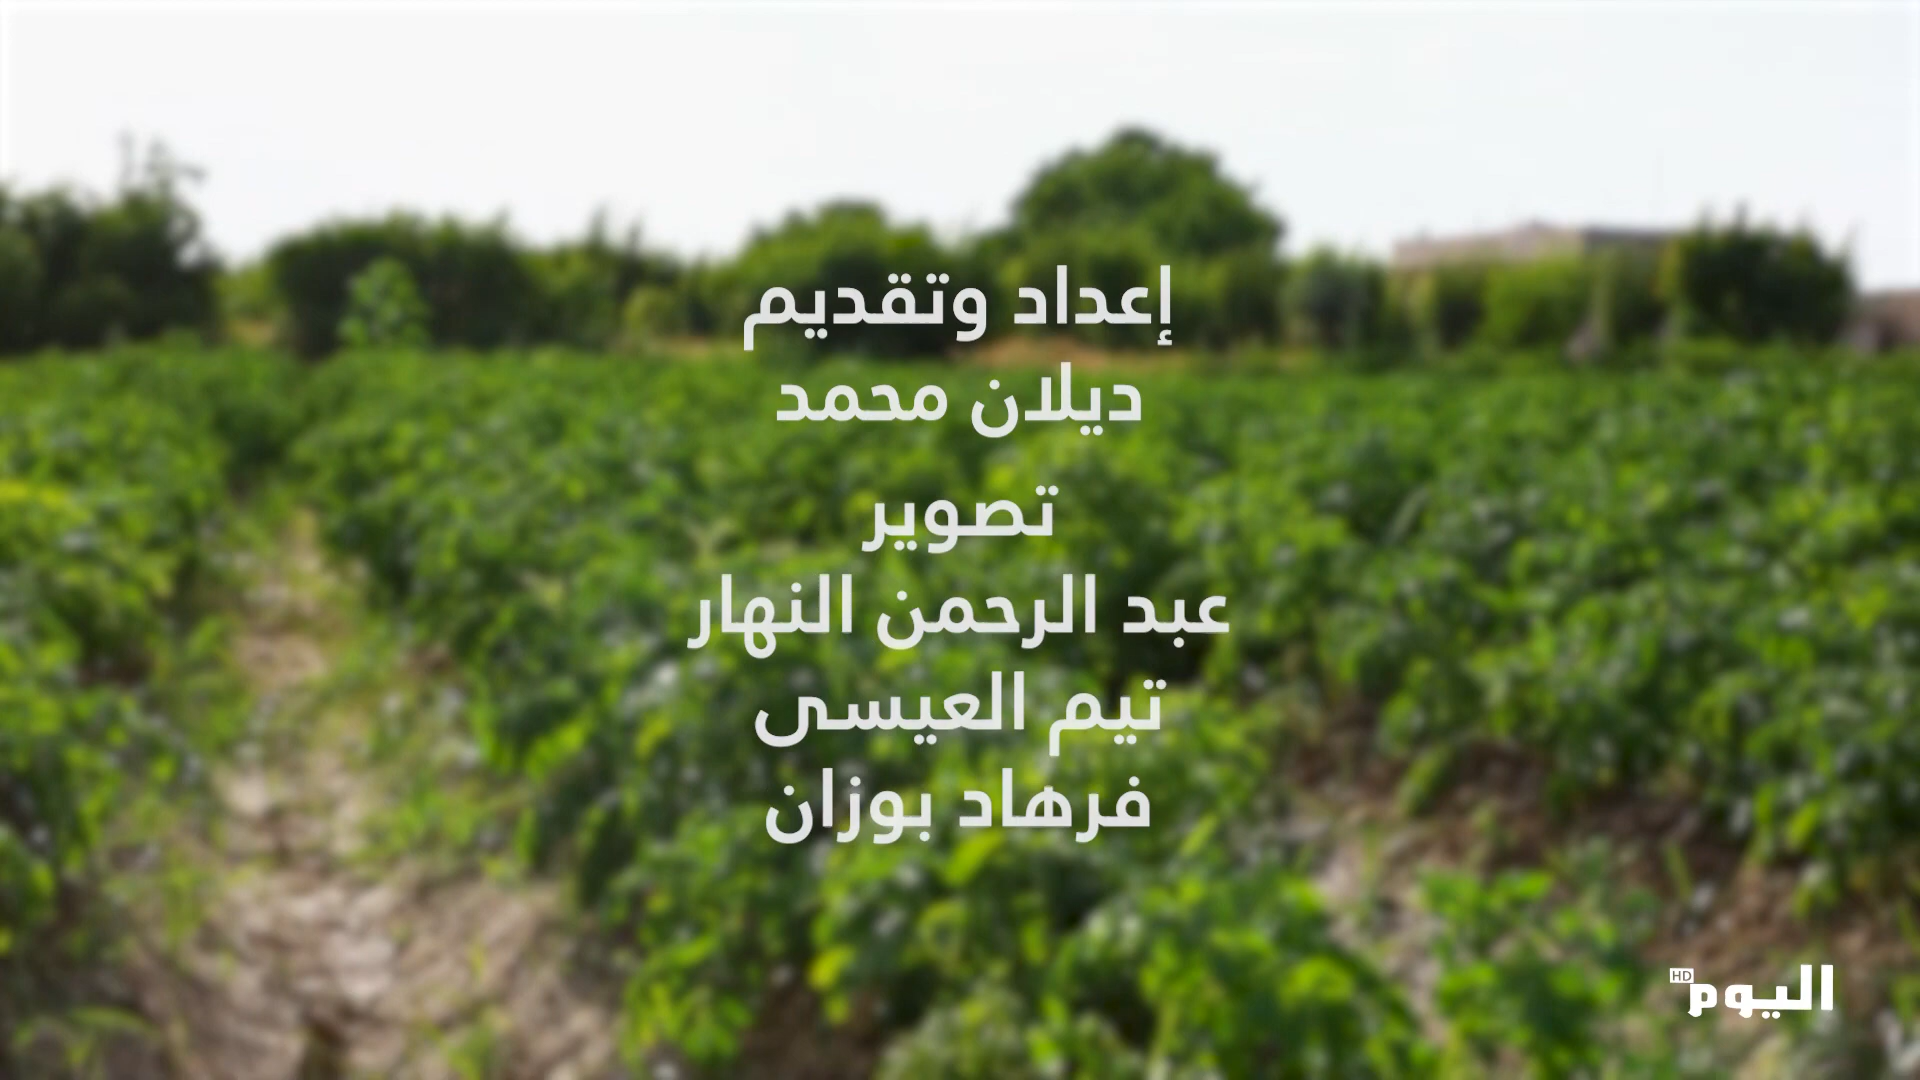 إعداد وتقديم
ديلان محمد
تصوير
عبد الرحمن النهار
تيم العيسى
فرهاد بوزان
اليوم HD